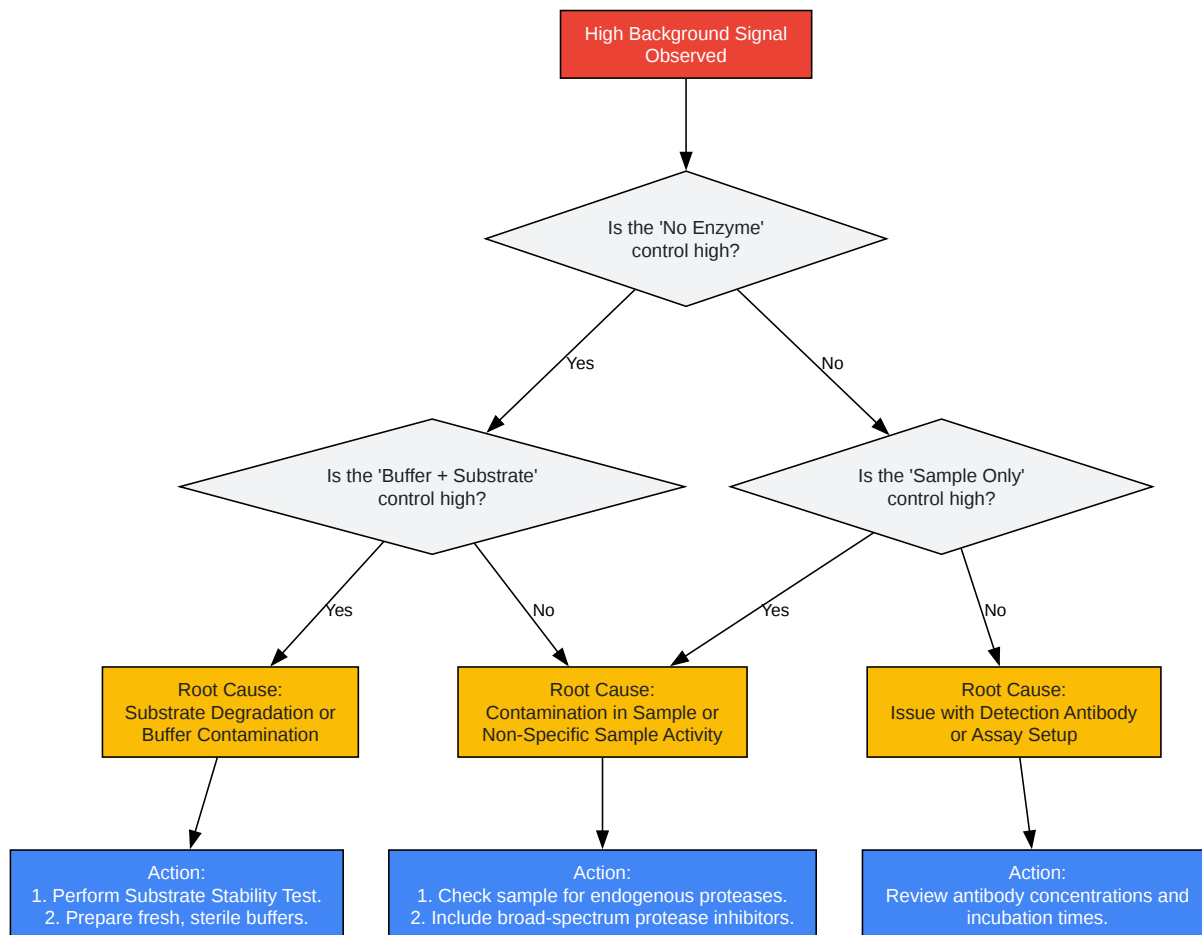 High Background Signal
Observed
Is the 'No Enzyme'
control high?
Yes
No
Is the 'Buffer + Substrate'
control high?
Is the 'Sample Only'
control high?
Yes
No
Yes
No
Root Cause:
Substrate Degradation or
Buffer Contamination
Root Cause:
Contamination in Sample or
Non-Specific Sample Activity
Root Cause:
Issue with Detection Antibody
or Assay Setup
Action:
1. Perform Substrate Stability Test.
2. Prepare fresh, sterile buffers.
Action:
1. Check sample for endogenous proteases.
2. Include broad-spectrum protease inhibitors.
Action:
Review antibody concentrations and
incubation times.